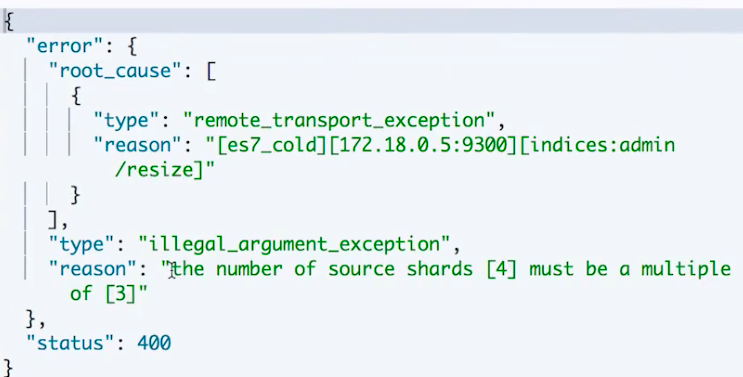 {
"error": {
"root_cause": [
{
"type": "remote_transport_exception",
"reason": "[es7_cold][172.18.0.5:9300][indices:admin
/resize]"
}
],
"type": "illegal_argument_exception",
"reason": "the number of source shards [4] must be a multiple
of [3]"
},
"status": 400
}